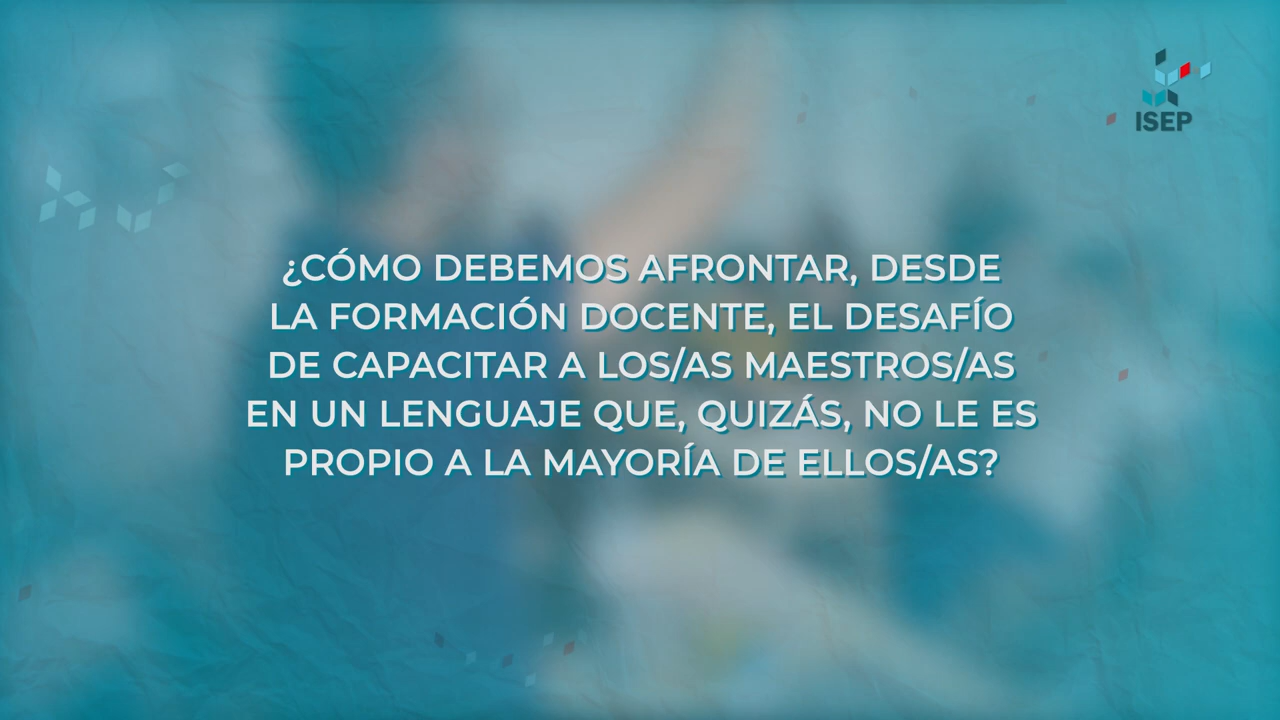 ISEP
¿CÓMO DEBEMOS AFRONTAR, DESDE
LA FORMACIÓN DOCENTE, EL DESAFÍO
DE CAPACITAR A LOS/AS MAESTROS/AS
EN UN LENGUAJE QUE, QUIZÁS, NO LE ES
PROPIO A LA MAYORÍA DE ELLOS/AS?